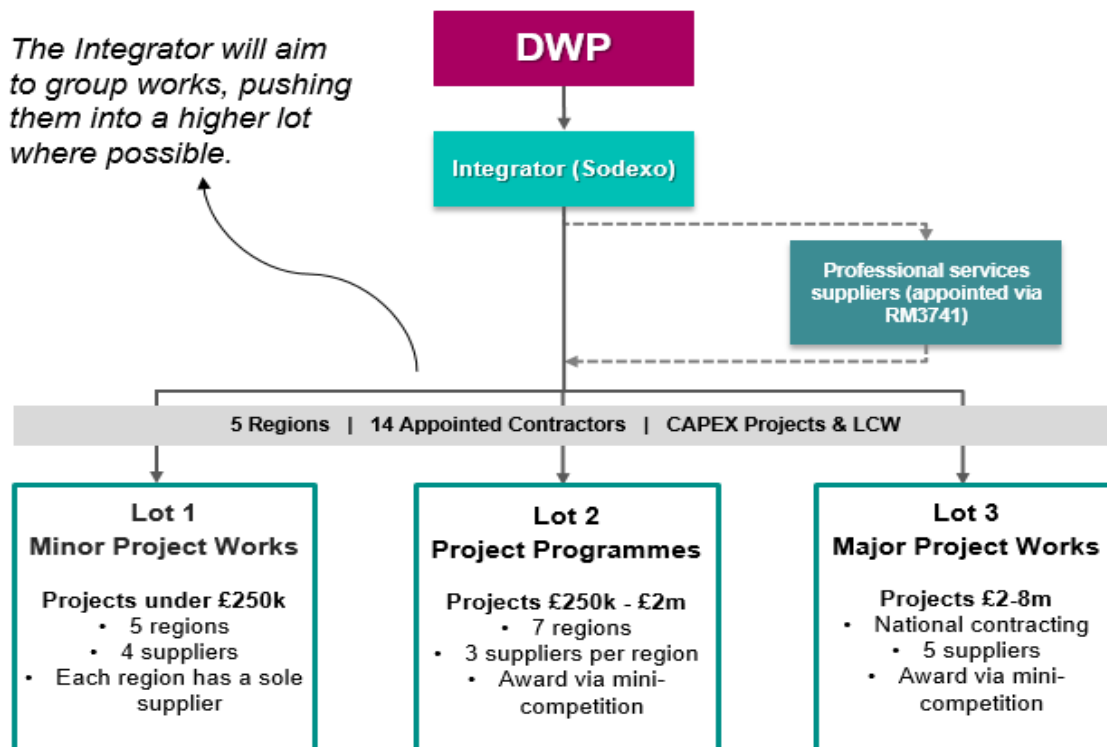 The Integrator will aim
to group works, pushing
them into a higher lot
where possible.
DWP
Integrator (Sodexo)
Professional services
suppliers (appointed via
RM3741)
5 Regions | 14 Appointed Contractors | CAPEX Projects & LCW
Lot 1
Minor Project Works
Projects under £250k
• 5 regions
• 4 suppliers
• Each region has a sole
supplier
Lot 2
Project Programmes
Projects £250k - £2m
• 7 regions
• 3 suppliers per region
• Award via mini-
competition
Lot 3
Major Project Works
Projects £2-8m
• National contracting
• 5 suppliers
• Award via mini-
competition